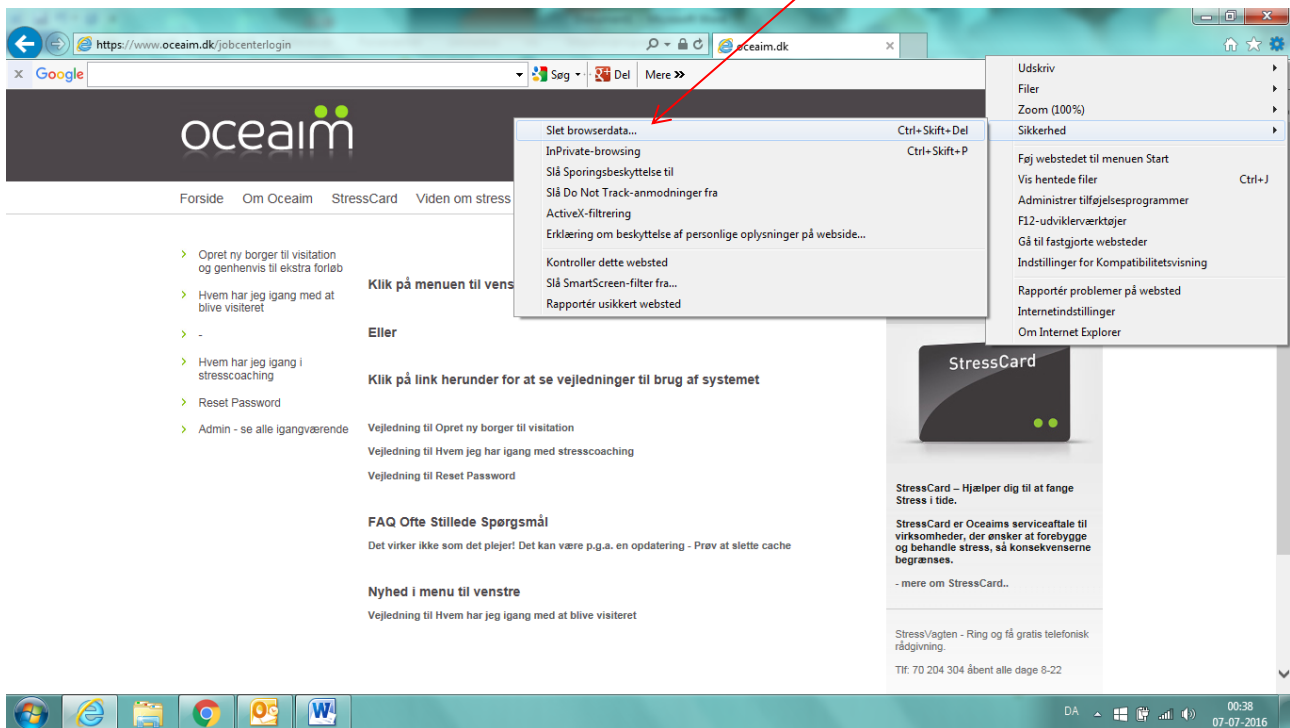 https://www.oceaim.dk/jobcenterlogin
oceaim.dk
x Google
Søg
Del
Mere »
oceaim
Forside Om Oceaim StressCard Viden om stress
Udskriv
Filer
Zoom (100%)
Sikkerhed
Føj webstedet til menuen Start
Vis hentede filer Ctrl+J
Administrer tilføjelsesprogrammer
F12-udviklerværktøjer
Gå til fastgjorte websteder
Indstillinger for Kompatibilitetsvisning
Rapportér problemer på websted
Internetindstillinger
Om Internet Explorer
Slet browserdata... Ctrl+Skift+Del
InPrivate-browsing Ctrl+Skift+P
Slå Sporingsbeskyttelse til
Slå Do Not Track-anmodninger fra
ActiveX-filtrering
Erklæring om beskyttelse af personlige oplysninger på webside...
Kontroller dette websted
Slå SmartScreen-filter fra...
Rapportér usikkert websted
Opret ny borger til visitation
og genhenvis til ekstra forløb
Hvem har jeg igang med at
blive visiteret
-
Hvem har jeg igang i
stresscoaching
Reset Password
Admin - se alle igangværende
Klik på menuen til vens
Eller
Klik på link herunder for at se vejledninger til brug af systemet
Vejledning til Opret ny borger til visitation
Vejledning til Hvem jeg har igang med stresscoaching
Vejledning til Reset Password
FAQ Ofte Stillede Spørgsmål
Det virker ikke som det plejer! Det kan være p.g.a. en opdatering - Prøv at slette cache
Nyhed i menu til venstre
Vejledning til Hvem har jeg igang med at blive visiteret
StressCard
StressCard – Hjælper dig til at fange
Stress i tide.
StressCard er Oceaims serviceaftale til
virksomheder, der ønsker at forebygge
og behandle stress, så konsekvenserne
begrænses.
- mere om StressCard..
StressVagten - Ring og få gratis telefonisk
rådgivning.
Tlf: 70 204 304 åbent alle dage 8-22
DA
00:38
07-07-2016